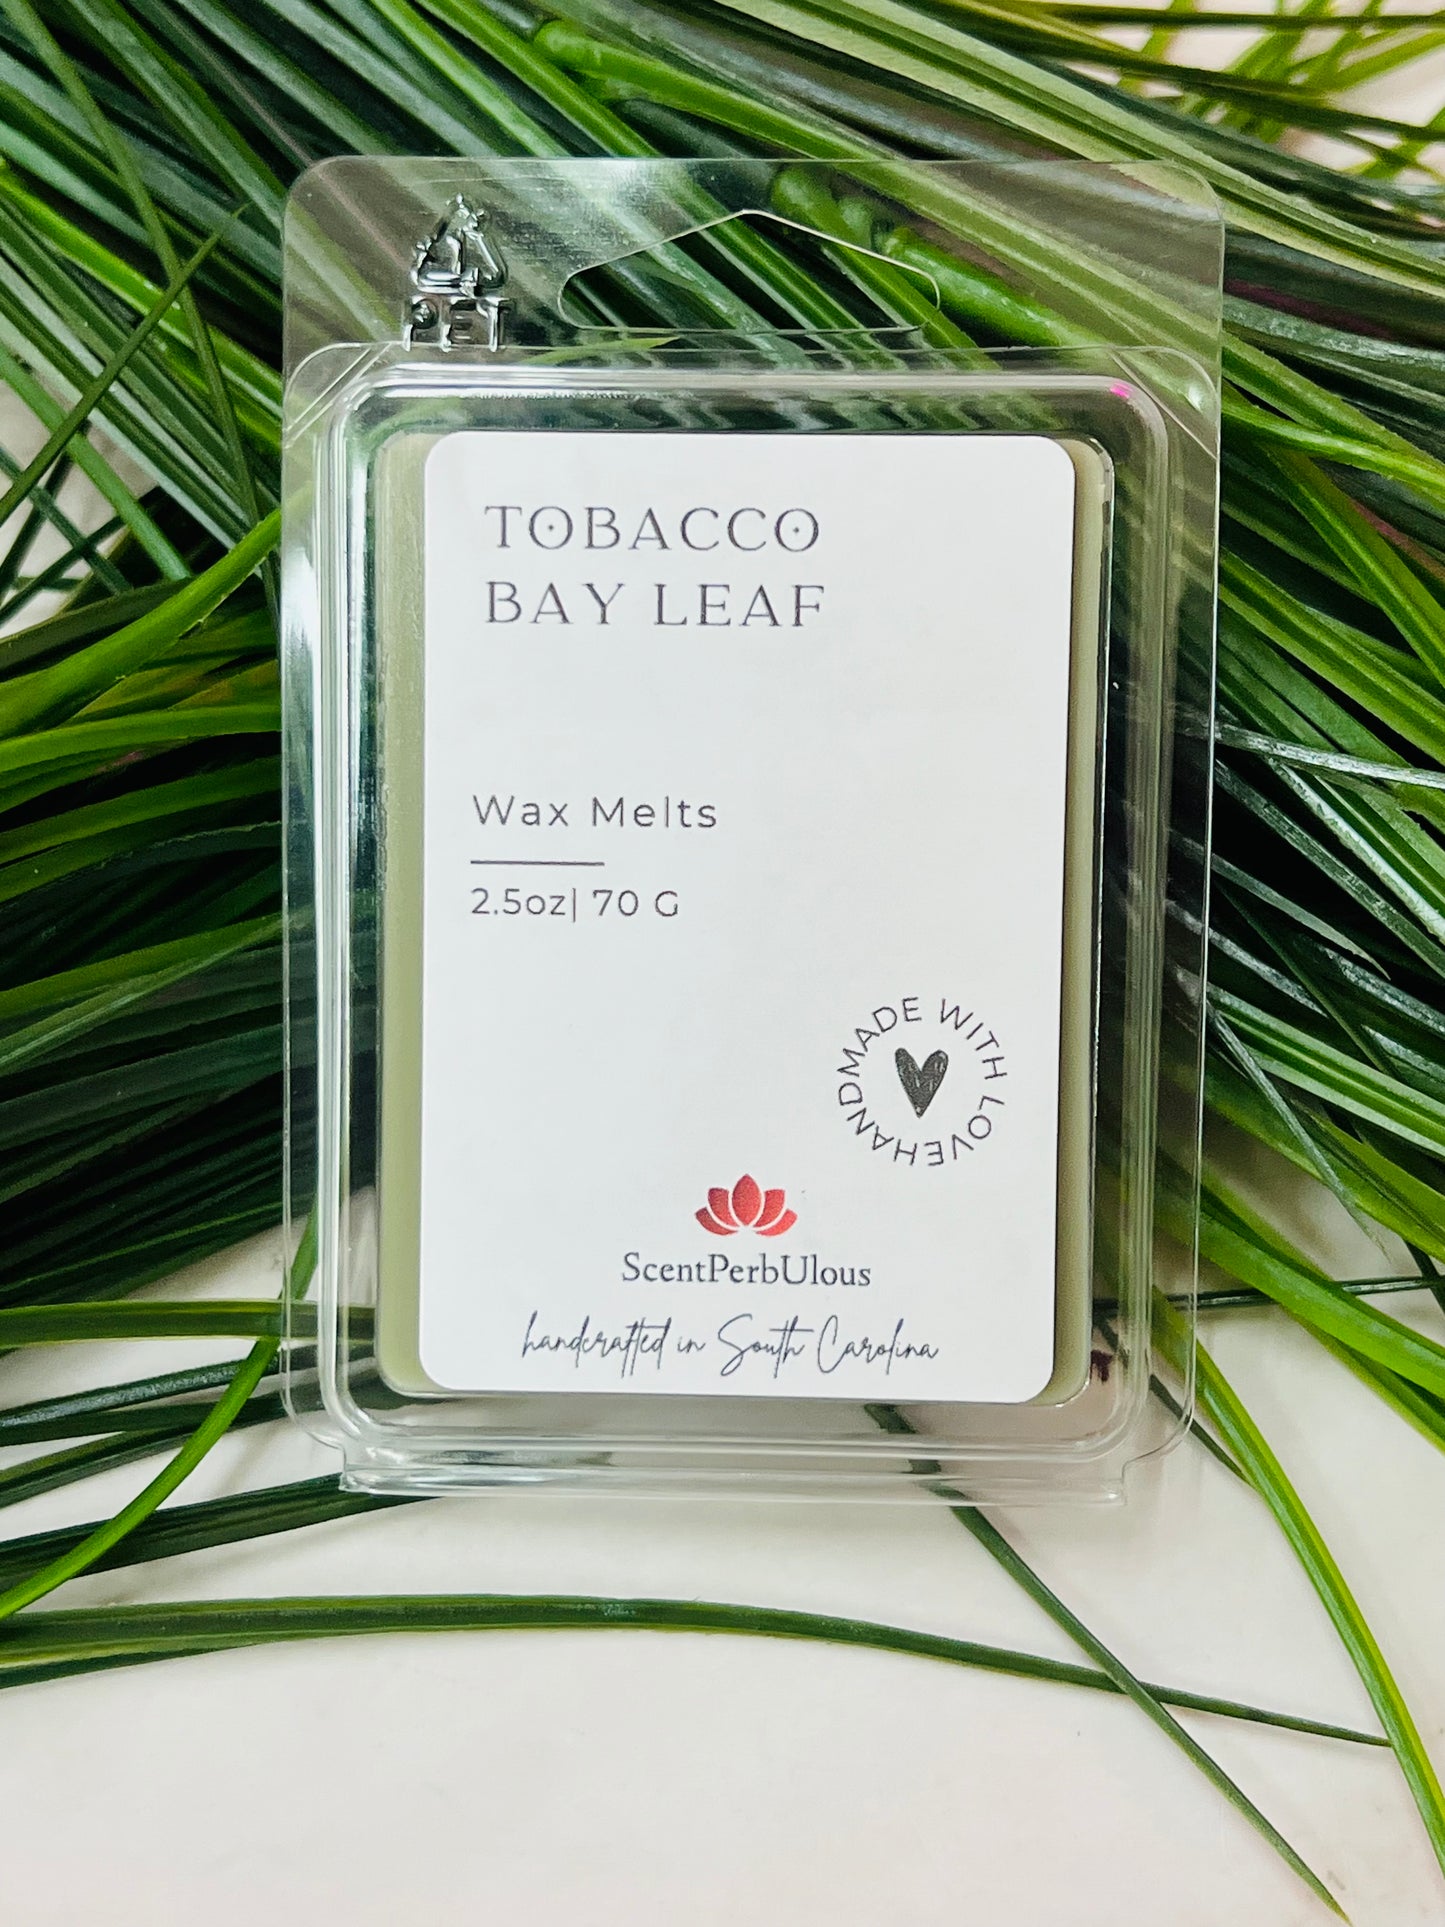 PET
TOBACCO
BAY LEAF
Wax Melts
2.5oz| 70 G
HANDMADE WITH LOVE
ScentPerbUlous
handcrafted in South Carolina